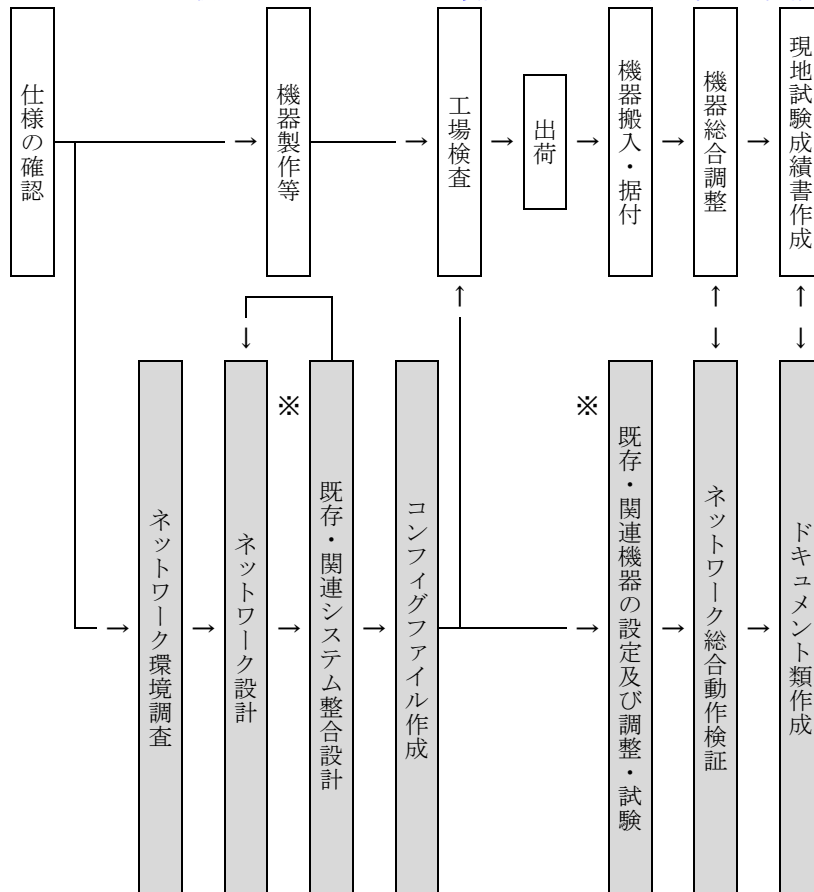 仕様の確認
→
機器製作等
→
工場検査
→
出荷
→
機器搬入・据付
→
機器総合調整
→
現地試験成績書作成
↓
↑
↑
↓
↑
↓
※
※
→
ネットワーク環境調査
→
ネットワーク設計
→
既存・関連システム整合設計
→
コンフィグファイル作成
→
既存・関連機器の設定及び調整・試験
→
ネットワーク総合動作検証
→
ドキュメント類作成